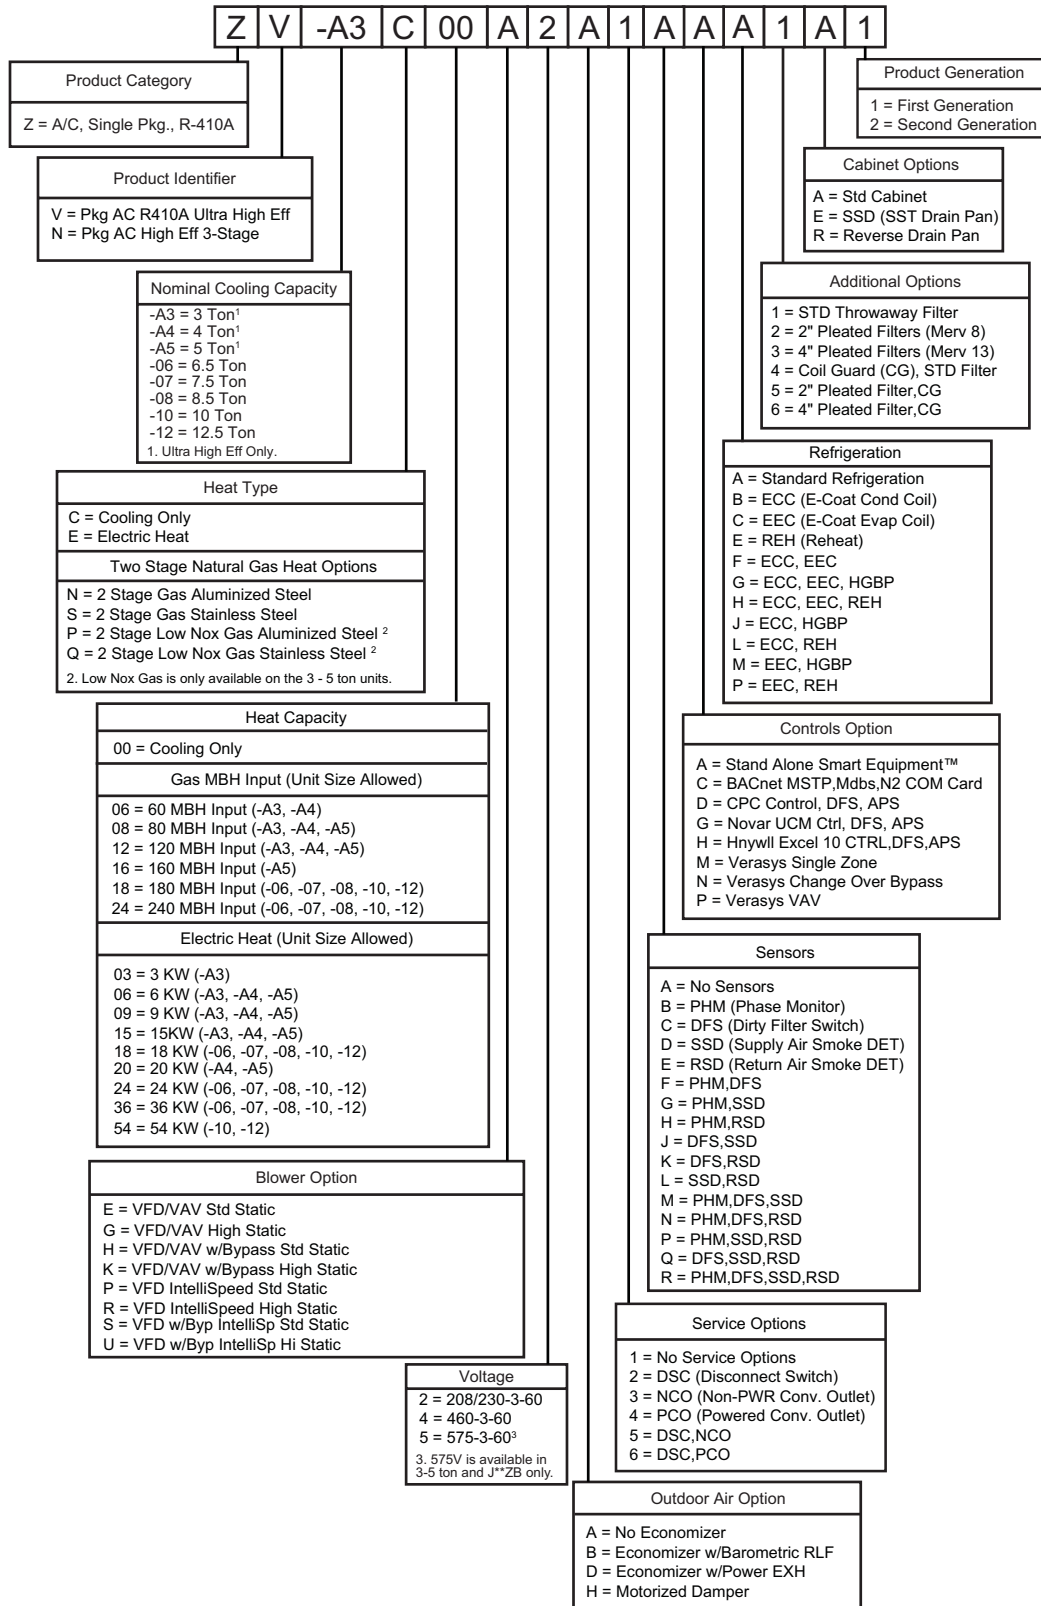 Z V -A3 C 00 A 2 A 1 A A A 1 A 1
Product Category
Z = A/C, Single Pkg., R-410A
Product Identifier
V = Pkg AC R410A Ultra High Eff
N = Pkg AC High Eff 3-Stage
Nominal Cooling Capacity
-A3 = 3 Ton¹
-A4 = 4 Ton¹
-A5 = 5 Ton¹
-06 = 6.5 Ton
-07 = 7.5 Ton
-08 = 8.5 Ton
-10 = 10 Ton
-12 = 12.5 Ton
1. Ultra High Eff Only.
Heat Type
C = Cooling Only
E = Electric Heat
Two Stage Natural Gas Heat Options
N = 2 Stage Gas Aluminized Steel
S = 2 Stage Gas Stainless Steel
P = 2 Stage Low Nox Gas Aluminized Steel ²
Q = 2 Stage Low Nox Gas Stainless Steel ²
2. Low Nox Gas is only available on the 3 - 5 ton units.
Heat Capacity
00 = Cooling Only
Gas MBH Input (Unit Size Allowed)
06 = 60 MBH Input (-A3, -A4)
08 = 80 MBH Input (-A3, -A4, -A5)
12 = 120 MBH Input (-A3, -A4, -A5)
16 = 160 MBH Input (-A5)
18 = 180 MBH Input (-06, -07, -08, -10, -12)
24 = 240 MBH Input (-06, -07, -08, -10, -12)
Electric Heat (Unit Size Allowed)
03 = 3 KW (-A3)
06 = 6 KW (-A3, -A4, -A5)
09 = 9 KW (-A3, -A4, -A5)
15 = 15KW (-A3, -A4, -A5)
18 = 18 KW (-06, -07, -08, -10, -12)
20 = 20 KW (-A4, -A5)
24 = 24 KW (-06, -07, -08, -10, -12)
36 = 36 KW (-06, -07, -08, -10, -12)
54 = 54 KW (-10, -12)
Blower Option
E = VFD/VAV Std Static
G = VFD/VAV High Static
H = VFD/VAV w/Bypass Std Static
K = VFD/VAV w/Bypass High Static
P = VFD IntelliSpeed Std Static
R = VFD IntelliSpeed High Static
S = VFD w/Byp IntelliSp Std Static
U = VFD w/Byp IntelliSp Hi Static
Voltage
2 = 208/230-3-60
4 = 460-3-60
5 = 575-3-60³
3. 575V is available in
3-5 ton and J**ZB only.
Outdoor Air Option
A = No Economizer
B = Economizer w/Barometric RLF
D = Economizer w/Power EXH
H = Motorized Damper
Service Options
1 = No Service Options
2 = DSC (Disconnect Switch)
3 = NCO (Non-PWR Conv. Outlet)
4 = PCO (Powered Conv. Outlet)
5 = DSC,NCO
6 = DSC,PCO
Sensors
A = No Sensors
B = PHM (Phase Monitor)
C = DFS (Dirty Filter Switch)
D = SSD (Supply Air Smoke DET)
E = RSD (Return Air Smoke DET)
F = PHM,DFS
G = PHM,SSD
H = PHM,RSD
J = DFS,SSD
K = DFS,RSD
L = SSD,RSD
M = PHM,DFS,SSD
N = PHM,DFS,RSD
P = PHM,SSD,RSD
Q = DFS,SSD,RSD
R = PHM,DFS,SSD,RSD
Controls Option
A = Stand Alone Smart Equipment™
C = BACnet MSTP,Mdbs,N2 COM Card
D = CPC Control, DFS, APS
G = Novar UCM Ctrl, DFS, APS
H = Hnywll Excel 10 CTRL,DFS,APS
M = Verasys Single Zone
N = Verasys Change Over Bypass
P = Verasys VAV
Refrigeration
A = Standard Refrigeration
B = ECC (E-Coat Cond Coil)
C = EEC (E-Coat Evap Coil)
E = REH (Reheat)
F = ECC, EEC
G = ECC, EEC, HGBP
H = ECC, EEC, REH
J = ECC, HGBP
L = ECC, REH
M = EEC, HGBP
P = EEC, REH
Additional Options
1 = STD Throwaway Filter
2 = 2" Pleated Filters (Merv 8)
3 = 4" Pleated Filters (Merv 13)
4 = Coil Guard (CG), STD Filter
5 = 2" Pleated Filter,CG
6 = 4" Pleated Filter,CG
Cabinet Options
A = Std Cabinet
E = SSD (SST Drain Pan)
R = Reverse Drain Pan
Product Generation
1 = First Generation
2 = Second Generation